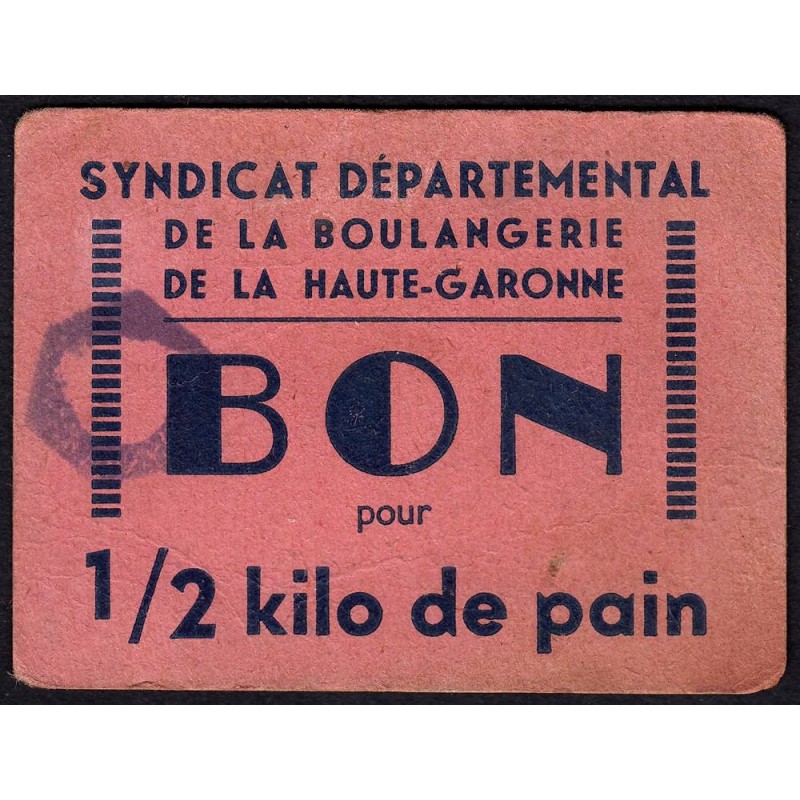 SYNDICAT DÉPARTEMENTAL
DE LA BOULANGERIE
DE LA HAUTE-GARONNE
BON
pour
1/2 kilo de pain